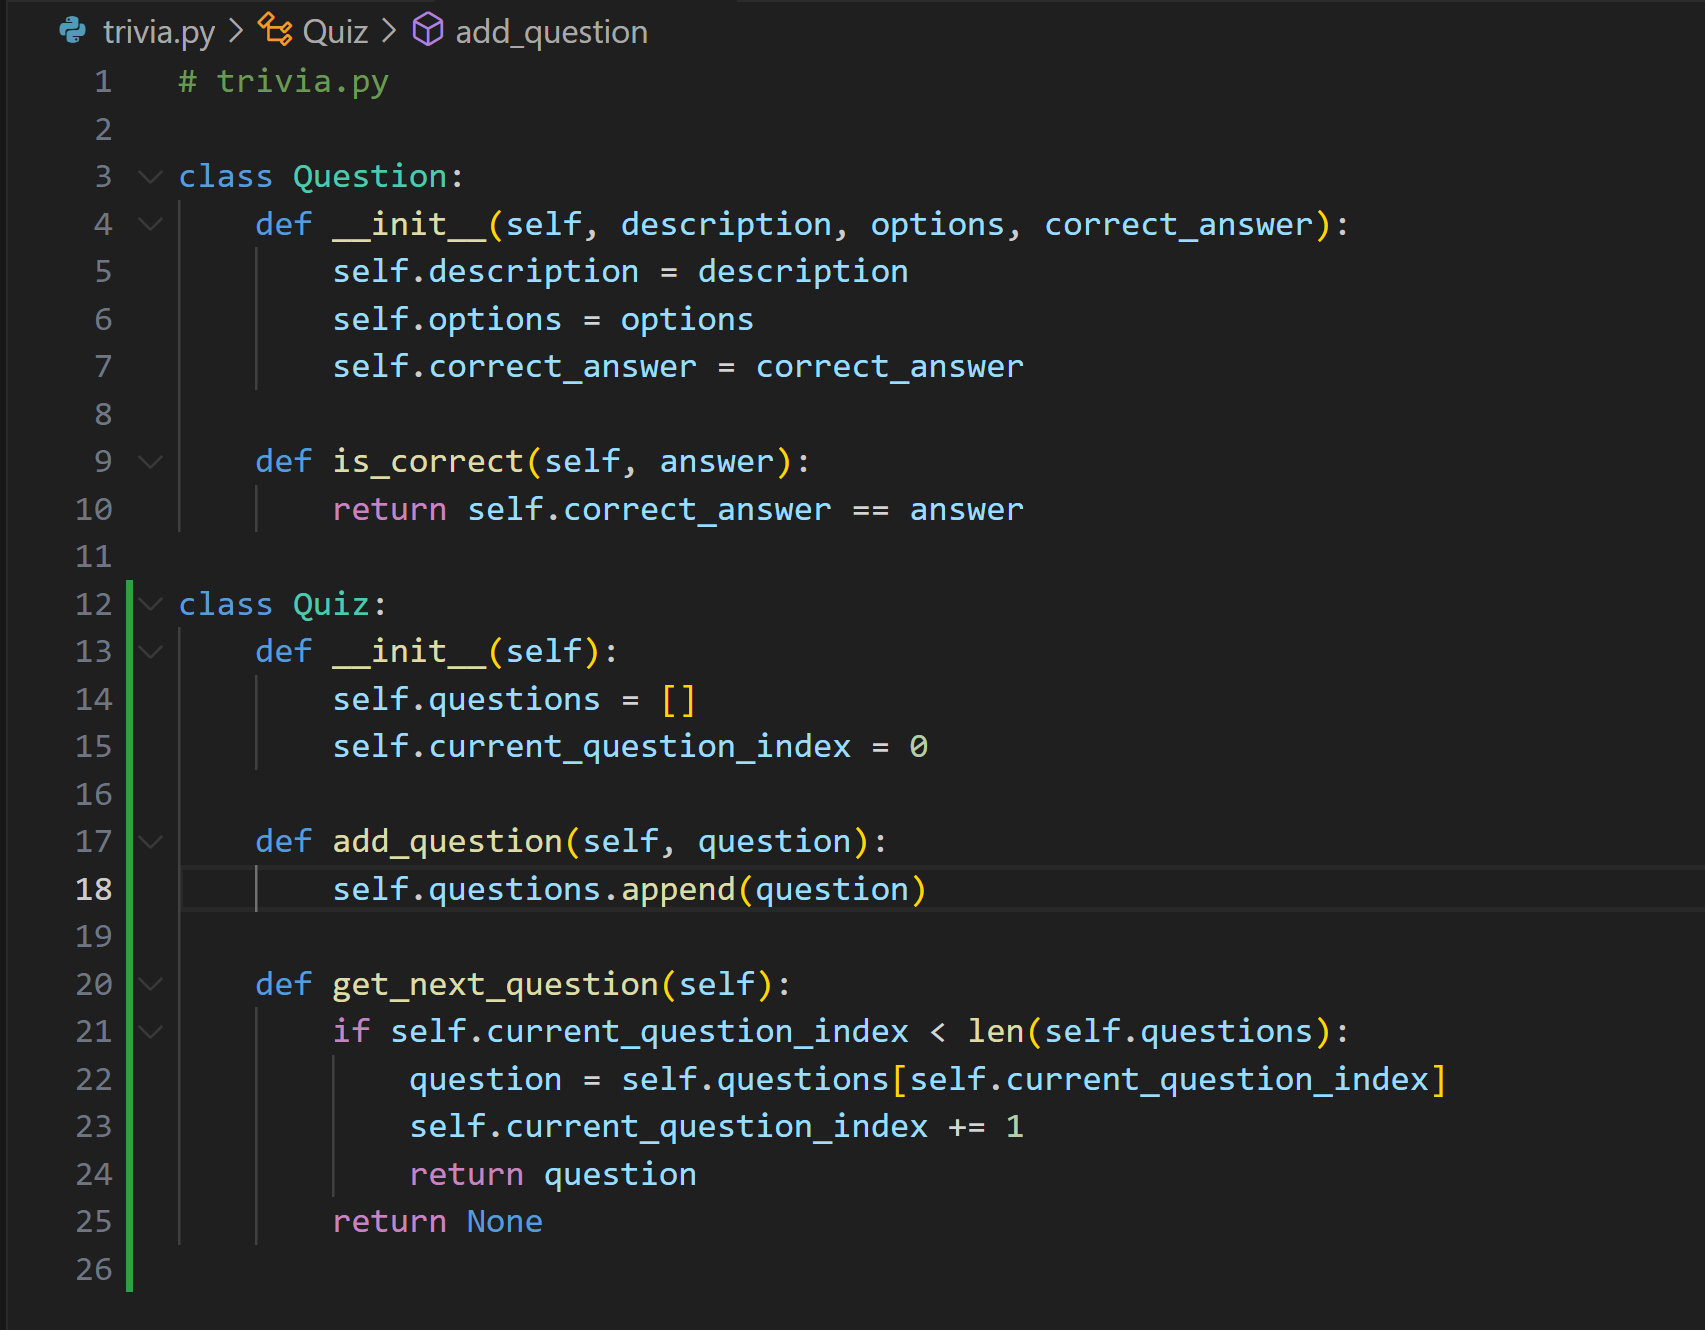 trivia.py > Quiz > add_question
1 # trivia.py
2
3 class Question:
4     def __init__(self, description, options, correct_answer):
5         self.description = description
6         self.options = options
7         self.correct_answer = correct_answer
8
9     def is_correct(self, answer):
10         return self.correct_answer == answer
11
12 class Quiz:
13     def __init__(self):
14         self.questions = []
15         self.current_question_index = 0
16
17     def add_question(self, question):
18         self.questions.append(question)
19
20     def get_next_question(self):
21         if self.current_question_index < len(self.questions):
22             question = self.questions[self.current_question_index]
23             self.current_question_index += 1
24             return question
25         return None
26